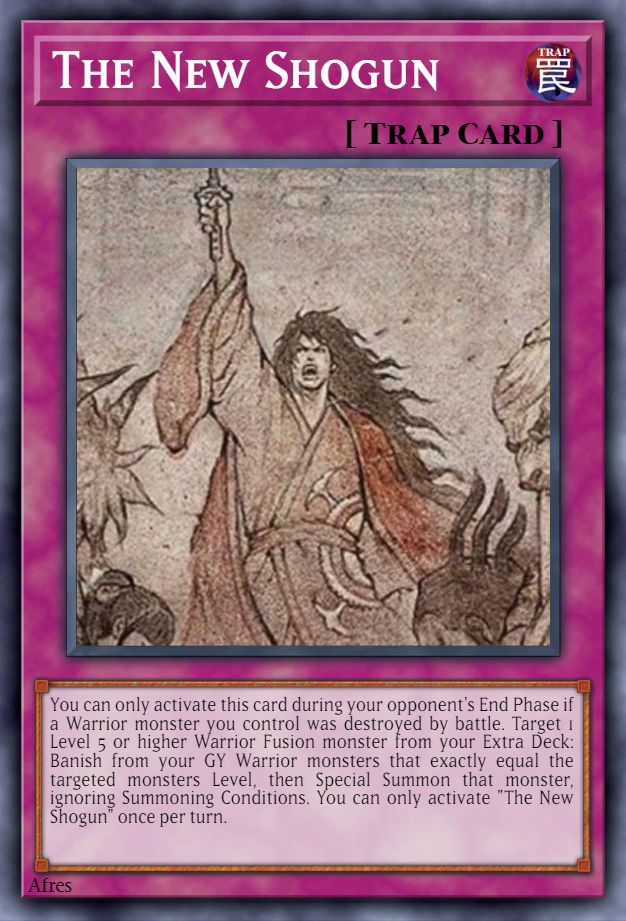 The New Shogun
TRAP
罠
[ Trap Card ]
You can only activate this card during your opponent's End Phase if
a Warrior monster you control was destroyed by battle. Target 1
Level 5 or higher Warrior Fusion monster from your Extra Deck:
Banish from your GY Warrior monsters that exactly equal the
targeted monsters Level, then Special Summon that monster,
ignoring Summoning Conditions. You can only activate "The New
Shogun" once per turn.
Afres